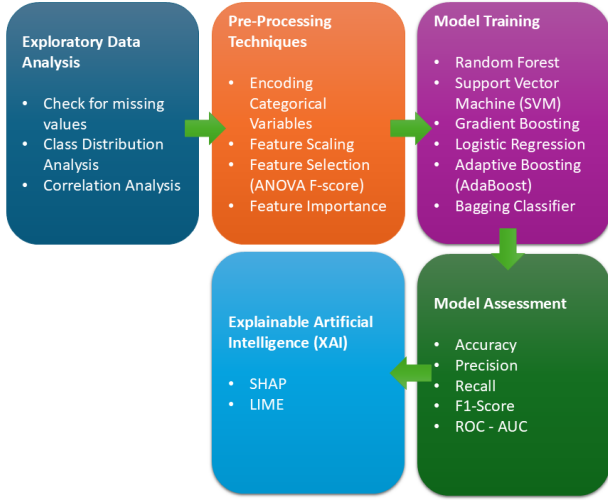 Exploratory Data
Analysis
• Check for missing
values
• Class Distribution
Analysis
• Correlation Analysis
Pre-Processing
Techniques
• Encoding
Categorical
Variables
• Feature Scaling
• Feature Selection
(ANOVA F-score)
• Feature Importance
Model Training
• Random Forest
• Support Vector
Machine (SVM)
• Gradient Boosting
• Logistic Regression
• Adaptive Boosting
(AdaBoost)
• Bagging Classifier
Model Assessment
• Accuracy
• Precision
• Recall
• F1-Score
• ROC - AUC
Explainable Artificial
Intelligence (XAI)
• SHAP
• LIME